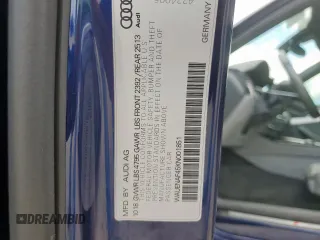 Audi
GERMANY
MFD. BY AUDI AG
10/18 GVWR LBS 4795 GAWR LBS FRONT 2392 / REAR 2513
THIS VEHICLE CONFORMS TO ALL APPLICABLE U.S.
FEDERAL MOTOR VEHICLE SAFETY, BUMPER AND THEFT
PREVENTION STANDARDS IN EFFECT ON THE DATE
OF MANUFACTURE SHOWN ABOVE.
PASSENGER CAR